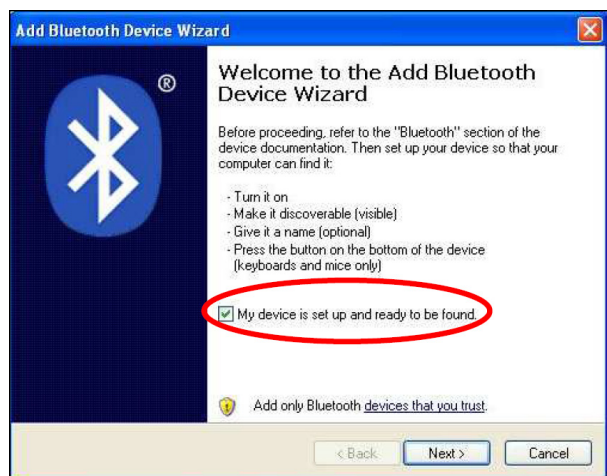 Add Bluetooth Device Wizard
®
Welcome to the Add Bluetooth
Device Wizard
Before proceeding, refer to the "Bluetooth" section of the
device documentation. Then set up your device so that your
computer can find it:
- Turn it on
- Make it discoverable (visible)
- Give it a name (optional)
- Press the button on the bottom of the device
(keyboards and mice only)
My device is set up and ready to be found.
Add only Bluetooth devices that you trust.
< Back Next > Cancel